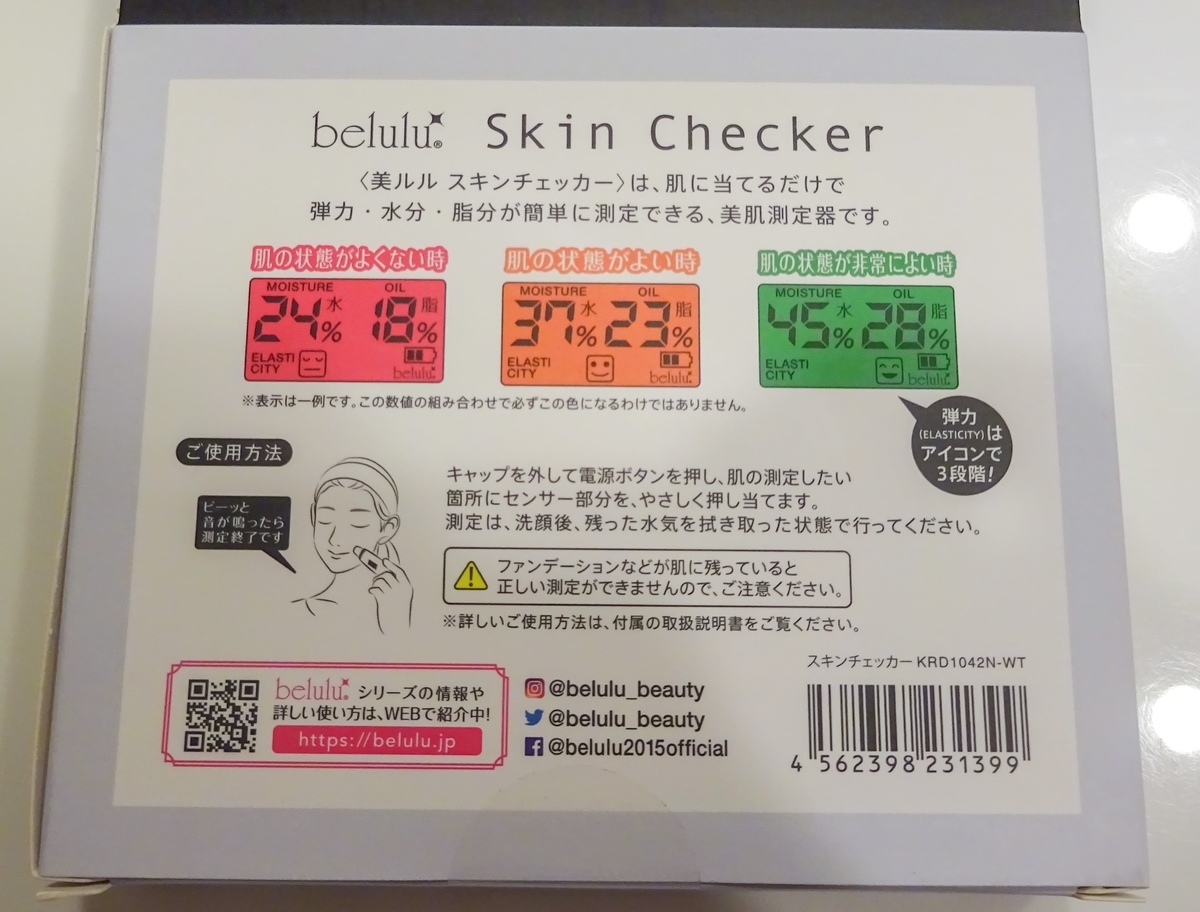 belulu® Skin Checker
〈美ルル スキンチェッカー〉は、肌に当てるだけで
弾力・水分・脂分が簡単に測定できる、美肌測定器です。
肌の状態がよくない時
MOISTURE OIL
24水% 18脂%
ELASTI
CITY
belulu
肌の状態がよい時
MOISTURE OIL
37水% 23脂%
ELASTI
CITY
belulu
肌の状態が非常によい時
MOISTURE OIL
45水% 28脂%
ELASTI
CITY
belulu
※表示は一例です。この数値の組み合わせで必ずこの色になるわけではありません。
弾力
(ELASTICITY)は
アイコンで
3段階!
ご使用方法
ピーッと
音が鳴ったら
測定終了です
キャップを外して電源ボタンを押し、肌の測定したい
箇所にセンサー部分を、やさしく押し当てます。
測定は、洗顔後、残った水気を拭き取った状態で行ってください。
ファンデーションなどが肌に残っていると
正しい測定ができませんので、ご注意ください。
※詳しいご使用方法は、付属の取扱説明書をご覧ください。
belulu® シリーズの情報や
詳しい使い方は、WEBで紹介中!
https://belulu.jp
@belulu_beauty
@belulu_beauty
@belulu2015official
スキンチェッカー KRD1042N-WT
4 562398 231399